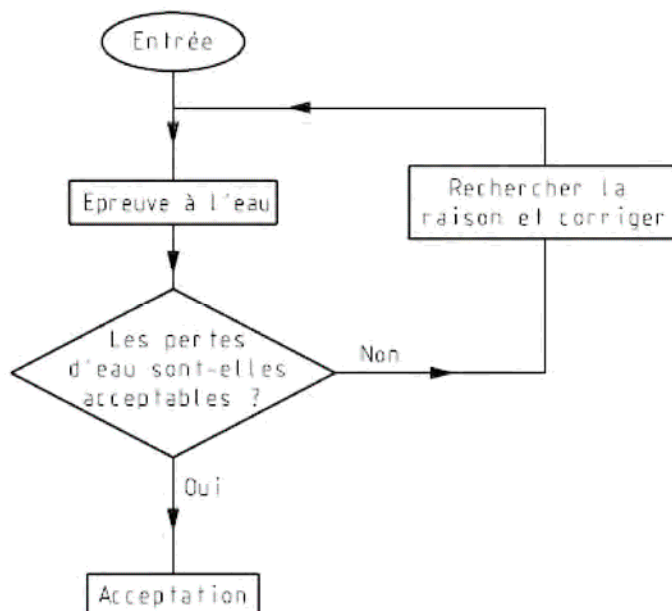 Entrée
Epreuve à l'eau
Rechercher la
raison et corriger
Les pertes
d'eau sont-elles
acceptables ?
Non
Oui
Acceptation